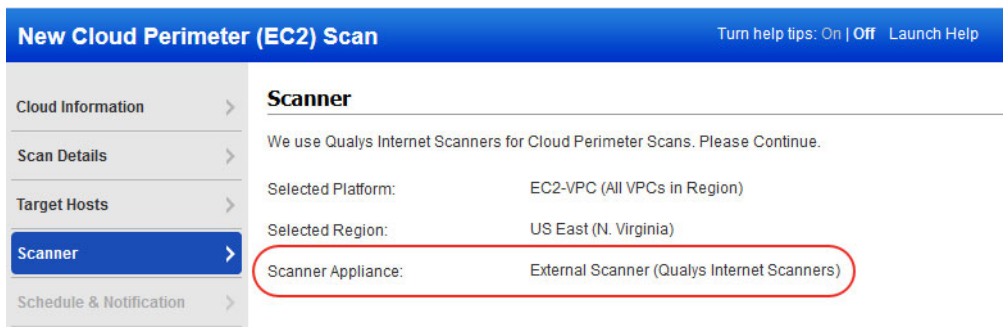 New Cloud Perimeter (EC2) Scan
Turn help tips: On | Off Launch Help
Cloud Information
Scan Details
Target Hosts
Scanner
Schedule & Notification
Scanner
We use Qualys Internet Scanners for Cloud Perimeter Scans. Please Continue.
Selected Platform: EC2-VPC (All VPCs in Region)
Selected Region: US East (N. Virginia)
Scanner Appliance: External Scanner (Qualys Internet Scanners)